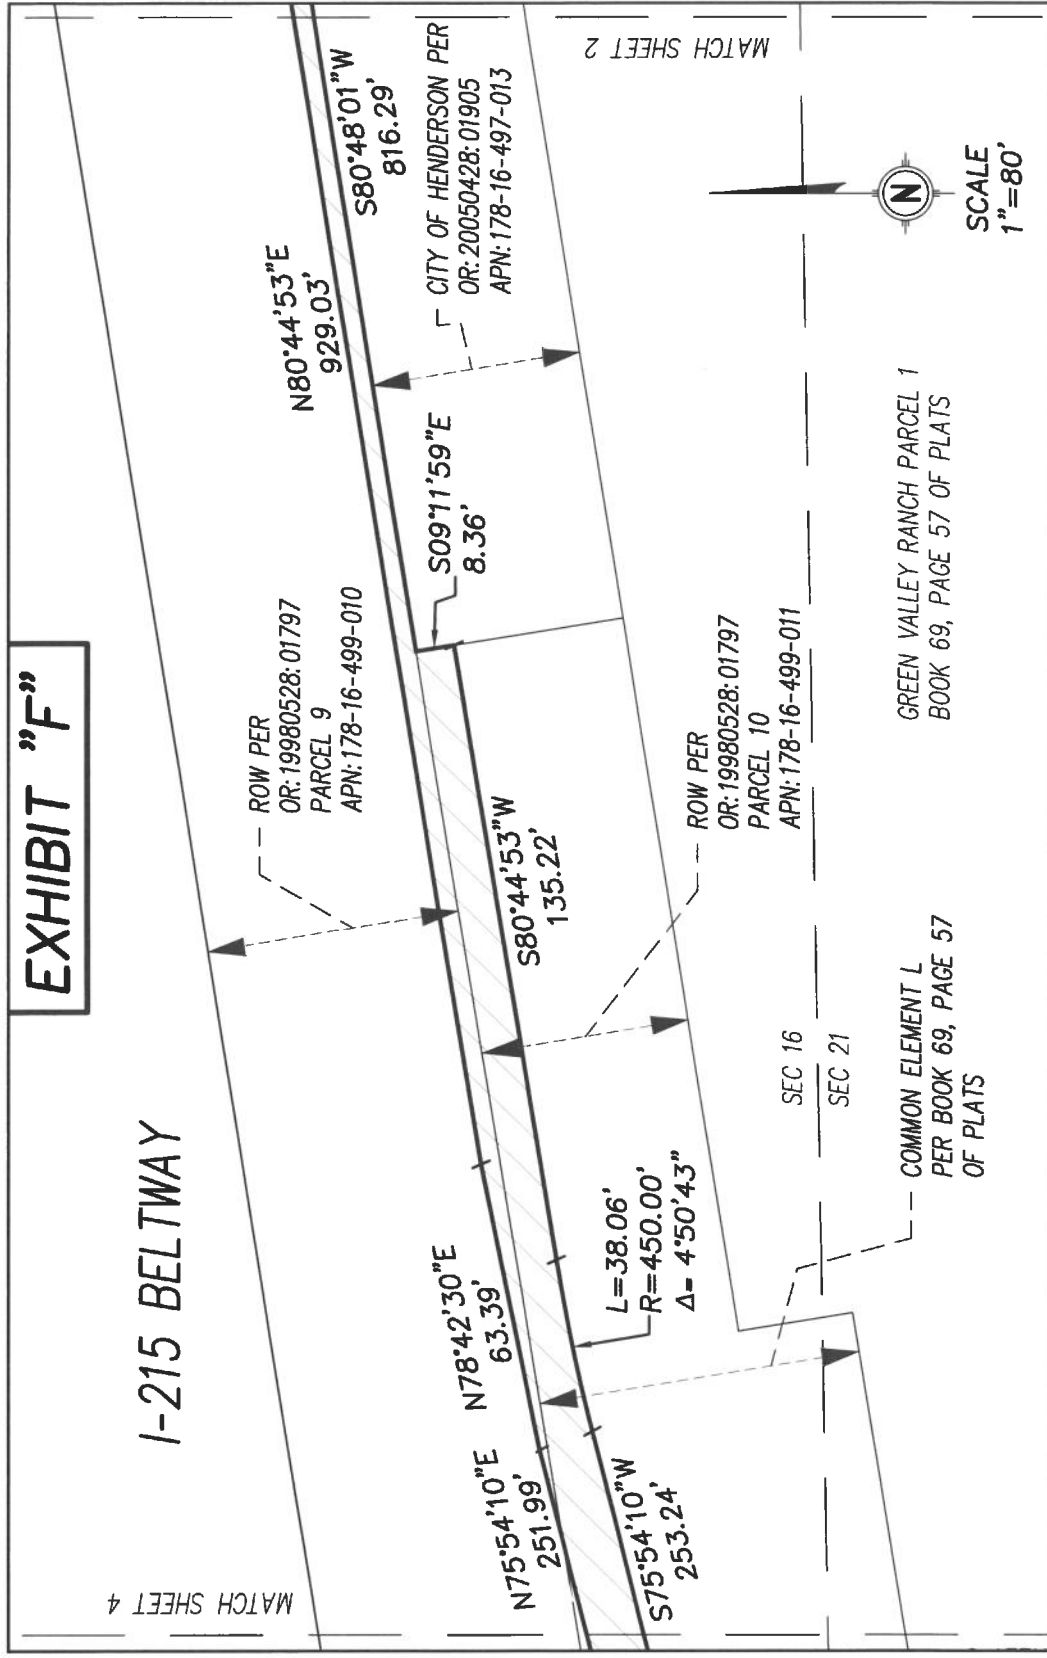 EXHIBIT "F"
I-215 BELTWAY
MATCH SHEET 4
MATCH SHEET 2
ROW PER
OR:19980528:01797
PARCEL 9
APN:178-16-499-010
N80°44'53"E
929.03'
S80°48'01"W
816.29'
CITY OF HENDERSON PER
OR:20050428:01905
APN:178-16-497-013
S09°11'59"E
8.36'
N75°54'10"E
251.99'
N78°42'30"E
63.39'
S80°44'53"W
135.22'
S75°54'10"W
253.24'
L=38.06'
R=450.00'
Δ= 4°50'43"
ROW PER
OR:19980528:01797
PARCEL 10
APN:178-16-499-011
SEC 16
SEC 21
COMMON ELEMENT L
PER BOOK 69, PAGE 57
OF PLATS
GREEN VALLEY RANCH PARCEL 1
BOOK 69, PAGE 57 OF PLATS
N
SCALE
1"=80'